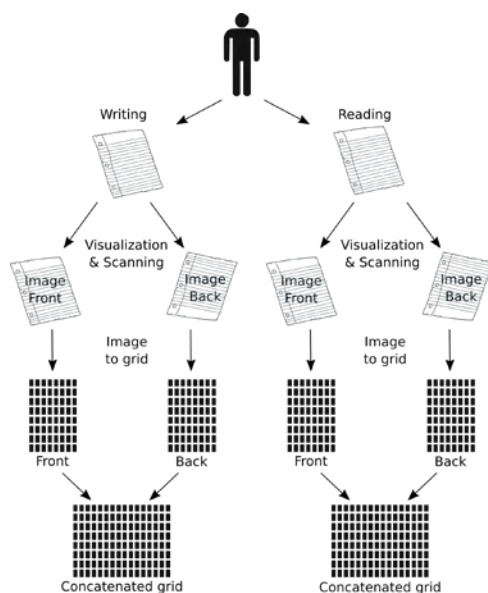 Writing Reading
Visualization Visualization
& Scanning & Scanning
Image Image Image Image
Front Back Front Back
Image Image
to grid to grid
Front Back Front Back
Concatenated grid Concatenated grid